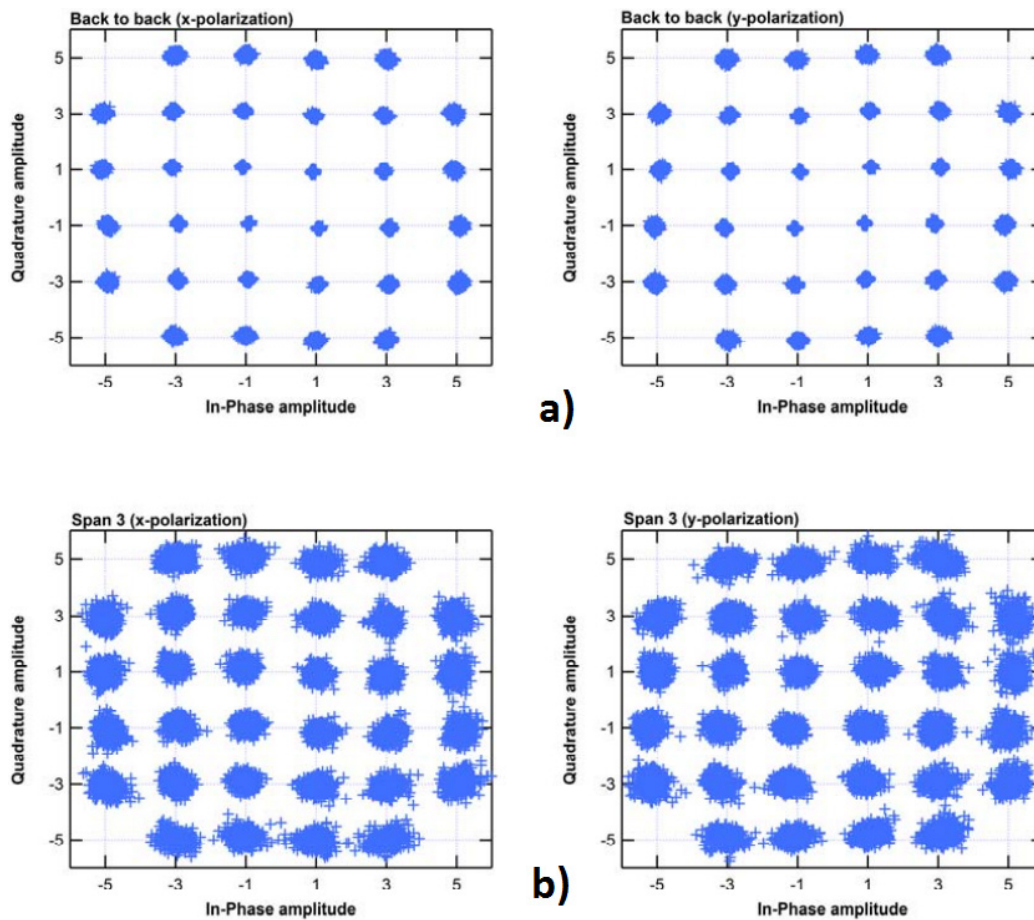 Back to back (x-polarization)
5
3
1
-1
-3
-5
Quadrature amplitude
-5 -3 -1 1 3 5
In-Phase amplitude
Back to back (y-polarization)
5
3
1
-1
-3
-5
Quadrature amplitude
-5 -3 -1 1 3 5
In-Phase amplitude
a)
Span 3 (x-polarization)
5
3
1
-1
-3
-5
Quadrature amplitude
-5 -3 -1 1 3 5
In-Phase amplitude
Span 3 (y-polarization)
5
3
1
-1
-3
-5
Quadrature amplitude
-5 -3 -1 1 3 5
In-Phase amplitude
b)